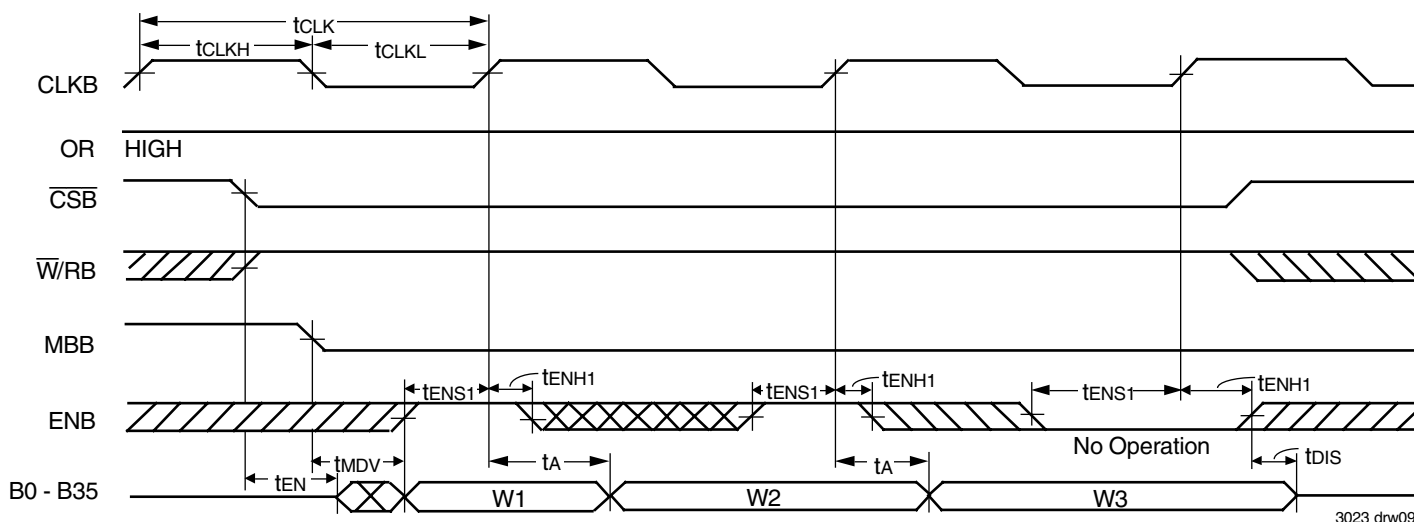 tCLK
tCLKH tCLKL
CLKB
OR HIGH
CSB
W/RB
MBB
tENS1 tENH1 tENS1 tENH1 tENS1 tENH1
ENB
No Operation
tMDV tA tA tDIS
tEN
B0 - B35 W1 W2 W3
3023 drw09